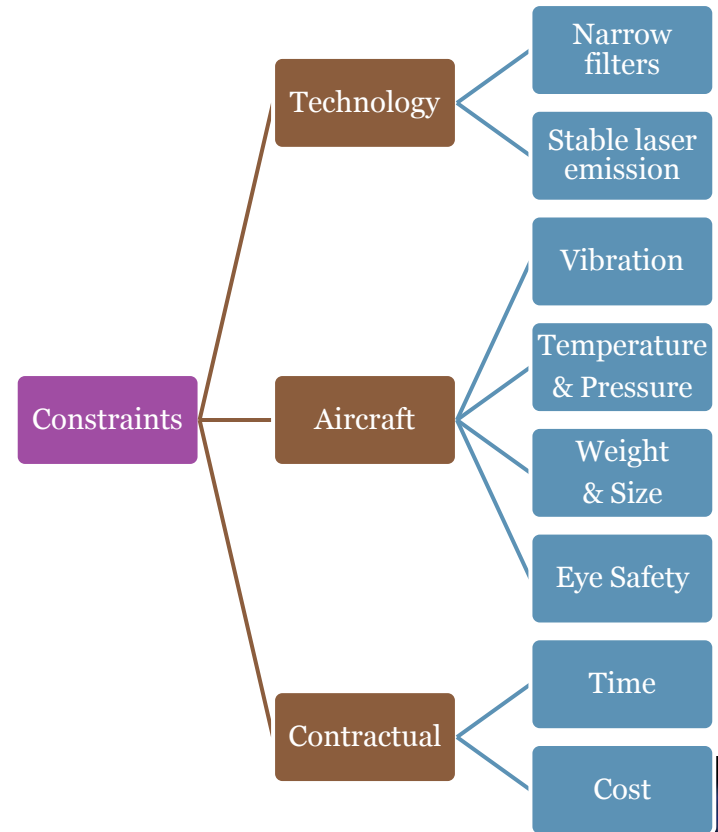 Constraints
Technology
Narrow
filters
Stable laser
emission
Aircraft
Vibration
Temperature
& Pressure
Weight
& Size
Eye Safety
Contractual
Time
Cost